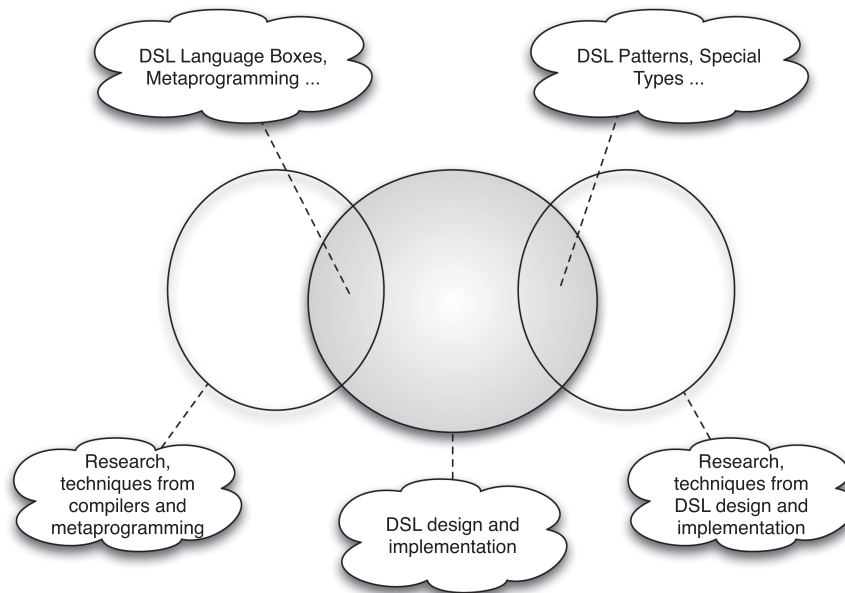 DSL Language Boxes,
Metaprogramming ...
DSL Patterns, Special
Types ...
Research,
techniques from
compilers and
metaprogramming
DSL design and
implementation
Research,
techniques from
DSL design and
implementation